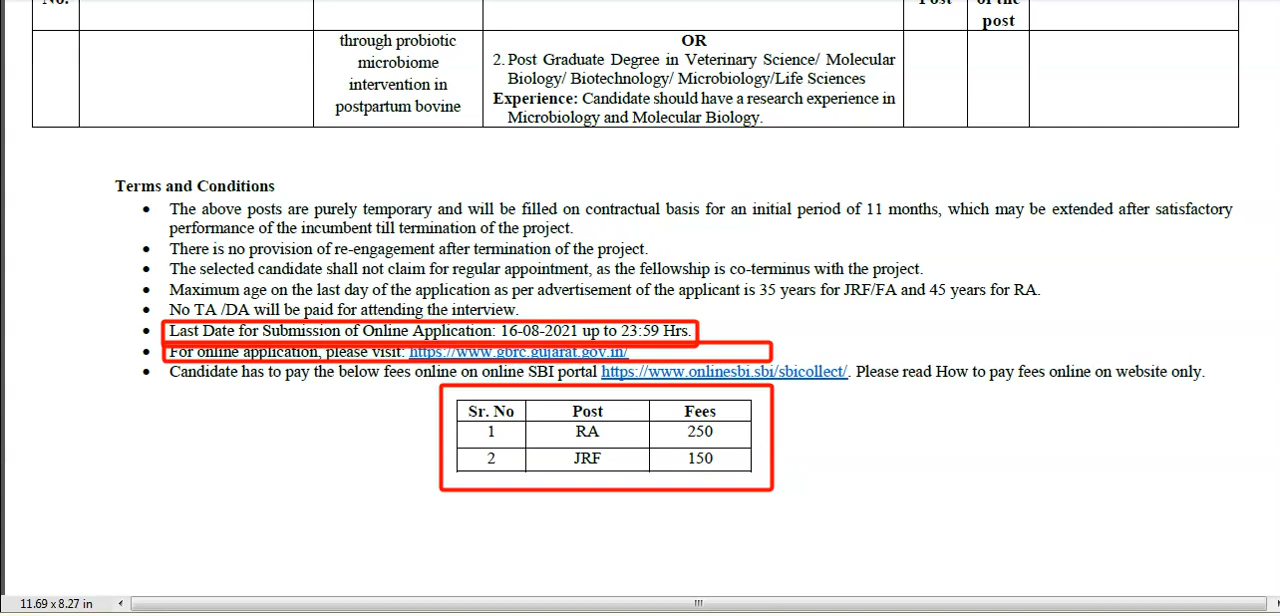 No.
Post
of the
post
through probiotic
microbiome
intervention in
postpartum bovine
OR
2. Post Graduate Degree in Veterinary Science/ Molecular
Biology/ Biotechnology/ Microbiology/Life Sciences
Experience: Candidate should have a research experience in
Microbiology and Molecular Biology.
Terms and Conditions
• The above posts are purely temporary and will be filled on contractual basis for an initial period of 11 months, which may be extended after satisfactory
performance of the incumbent till termination of the project.
• There is no provision of re-engagement after termination of the project.
• The selected candidate shall not claim for regular appointment, as the fellowship is co-terminus with the project.
• Maximum age on the last day of the application as per advertisement of the applicant is 35 years for JRF/FA and 45 years for RA.
• No TA /DA will be paid for attending the interview.
• Last Date for Submission of Online Application: 16-08-2021 up to 23:59 Hrs.
• For online application, please visit: https://www.gbrc.gujarat.gov.in/
• Candidate has to pay the below fees online on online SBI portal https://www.onlinesbi.sbi/sbicollect/. Please read How to pay fees online on website only.
Sr. No Post Fees
1 RA 250
2 JRF 150
11.69 x 8.27 in